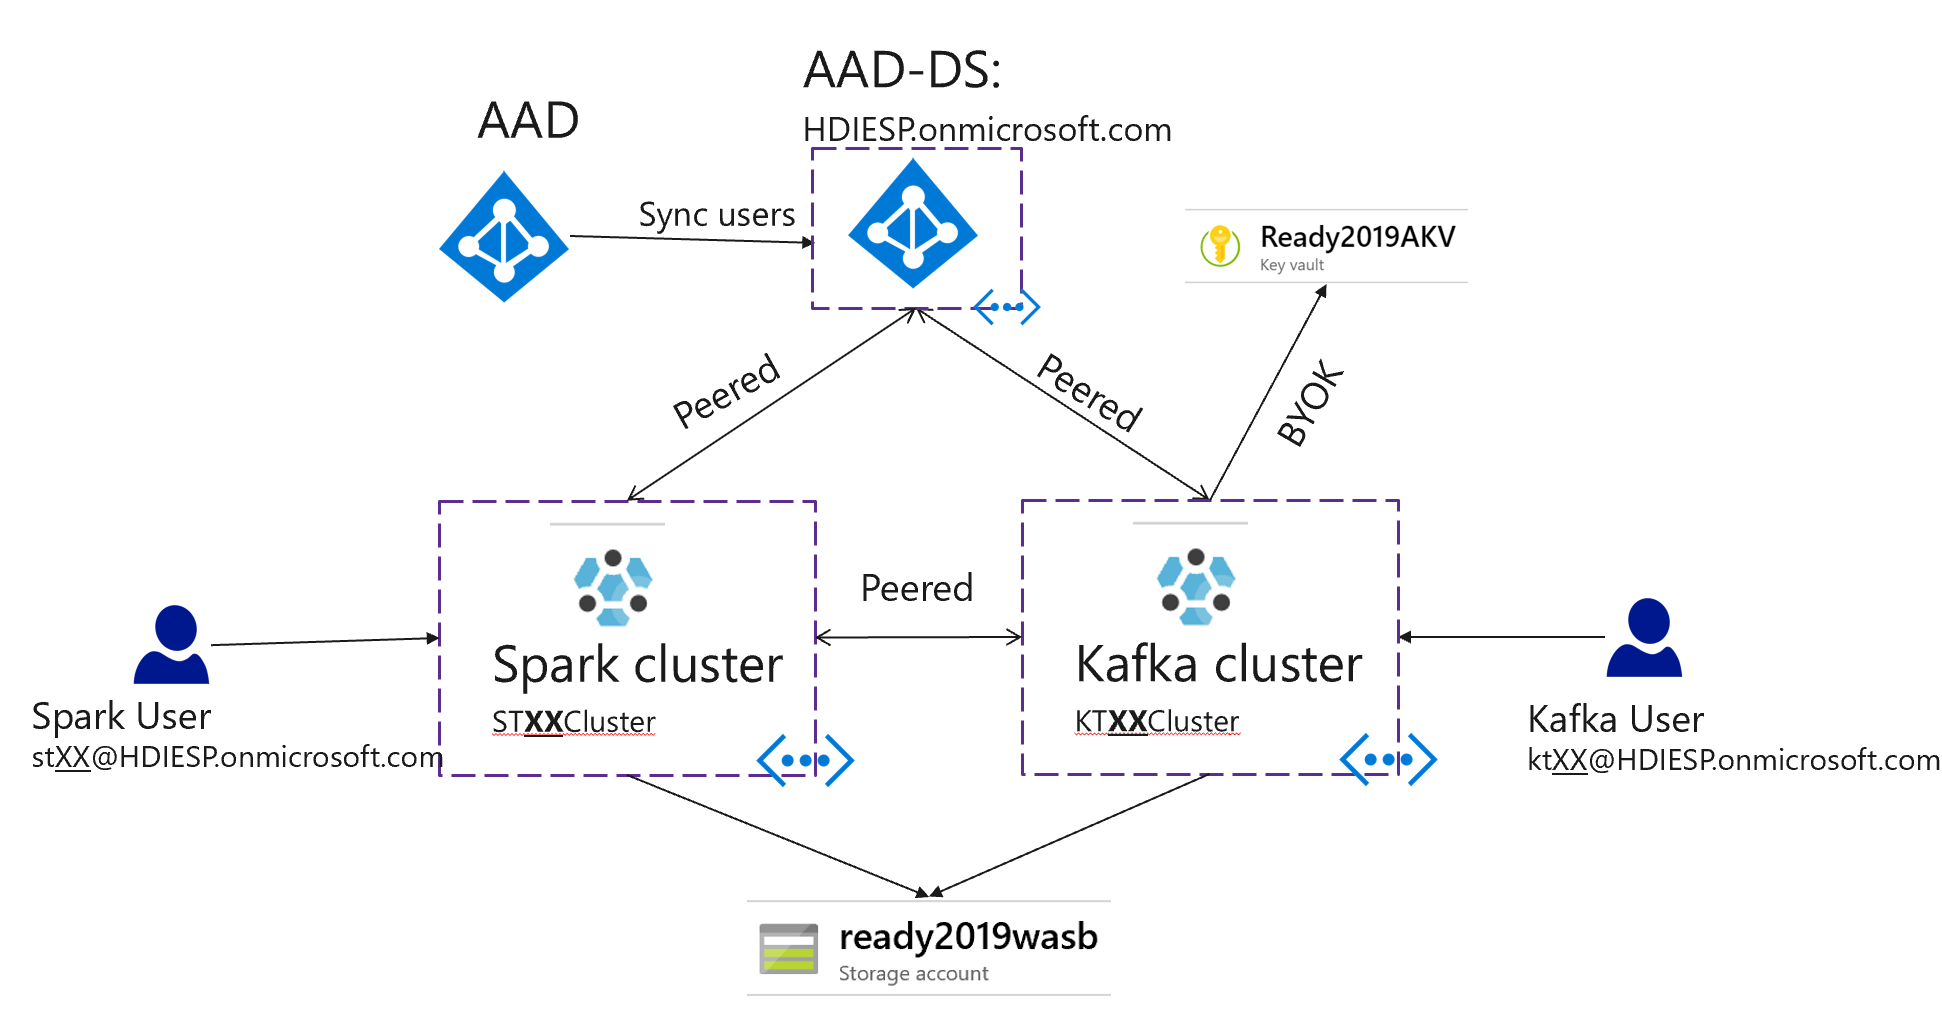 AAD-DS:
HDIESP.onmicrosoft.com
AAD
Sync users
Ready2019AKV
Key vault
Peered
Peered
BYOK
Peered
Spark cluster
STXXCluster
Kafka cluster
KTXXCluster
Spark User
stXX@HDIESP.onmicrosoft.com
Kafka User
ktXX@HDIESP.onmicrosoft.com
ready2019wasb
Storage account